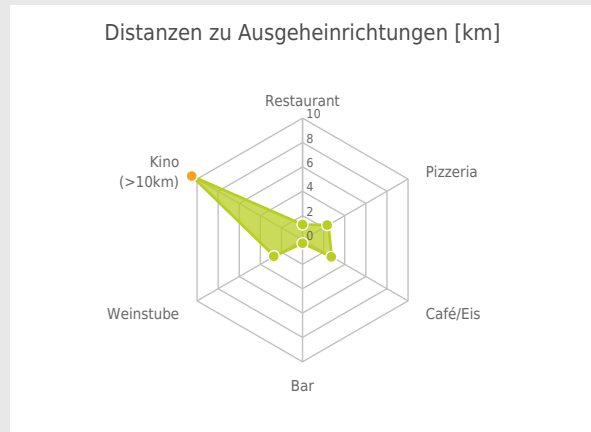 Distanzen zu Ausgeheinrichtungen [km]
Restaurant
10
8
6
4
2
0
Kino
(>10km)
Pizzeria
Weinstube
Café/Eis
Bar